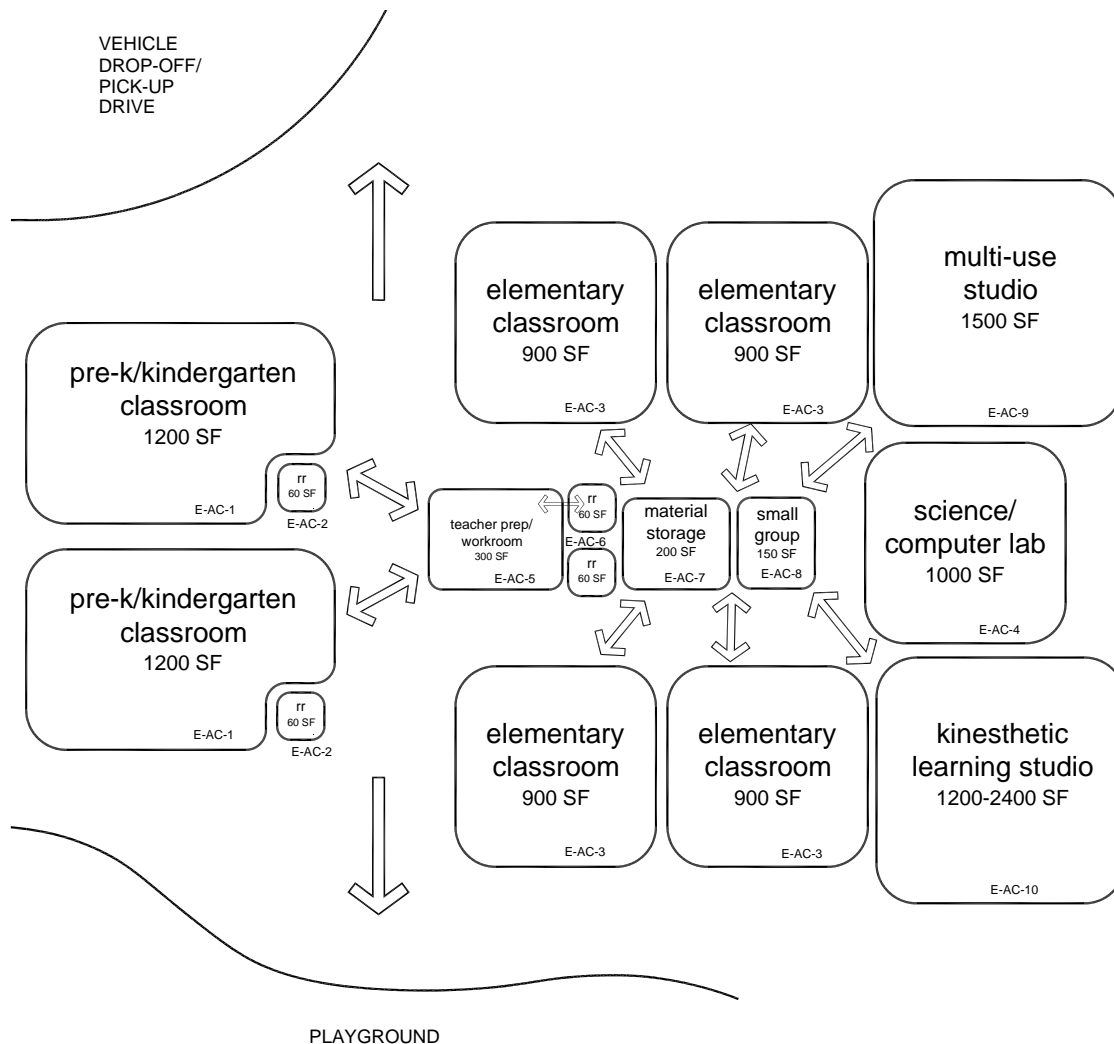 VEHICLE
DROP-OFF/
PICK-UP
DRIVE
elementary
classroom
900 SF
E-AC-3
elementary
classroom
900 SF
E-AC-3
multi-use
studio
1500 SF
E-AC-9
pre-k/kindergarten
classroom
1200 SF
E-AC-1
rr
60 SF
E-AC-2
teacher prep/
workroom
300 SF
E-AC-5
rr
60 SF
E-AC-6
rr
60 SF
material
storage
200 SF
E-AC-7
small
group
150 SF
E-AC-8
science/
computer lab
1000 SF
E-AC-4
pre-k/kindergarten
classroom
1200 SF
E-AC-1
rr
60 SF
E-AC-2
elementary
classroom
900 SF
E-AC-3
elementary
classroom
900 SF
E-AC-3
kinesthetic
learning studio
1200-2400 SF
E-AC-10
PLAYGROUND